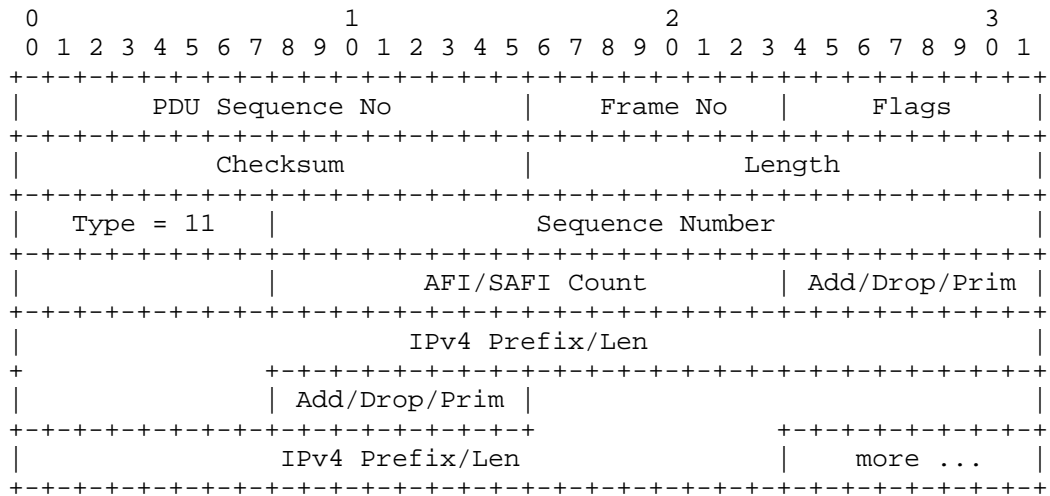 0                   1                   2                   3
 0 1 2 3 4 5 6 7 8 9 0 1 2 3 4 5 6 7 8 9 0 1 2 3 4 5 6 7 8 9 0 1
+-+-+-+-+-+-+-+-+-+-+-+-+-+-+-+-+-+-+-+-+-+-+-+-+-+-+-+-+-+-+-+-+
|        PDU Sequence No        |    Frame No   |     Flags     |
+-+-+-+-+-+-+-+-+-+-+-+-+-+-+-+-+-+-+-+-+-+-+-+-+-+-+-+-+-+-+-+-+
|            Checksum           |             Length            |
+-+-+-+-+-+-+-+-+-+-+-+-+-+-+-+-+-+-+-+-+-+-+-+-+-+-+-+-+-+-+-+-+
|   Type = 11   |                Sequence Number                |
+-+-+-+-+-+-+-+-+-+-+-+-+-+-+-+-+-+-+-+-+-+-+-+-+-+-+-+-+-+-+-+-+
|               |         AFI/SAFI Count        | Add/Drop/Prim |
+-+-+-+-+-+-+-+-+-+-+-+-+-+-+-+-+-+-+-+-+-+-+-+-+-+-+-+-+-+-+-+-+
|                        IPv4 Prefix/Len                        |
+               +-+-+-+-+-+-+-+-+-+-+-+-+-+-+-+-+-+-+-+-+-+-+-+-+
|               | Add/Drop/Prim |                               |
+-+-+-+-+-+-+-+-+-+-+-+-+-+-+-+-+               +-+-+-+-+-+-+-+-+
|                IPv4 Prefix/Len                |    more ...   |
+-+-+-+-+-+-+-+-+-+-+-+-+-+-+-+-+-+-+-+-+-+-+-+-+-+-+-+-+-+-+-+-+